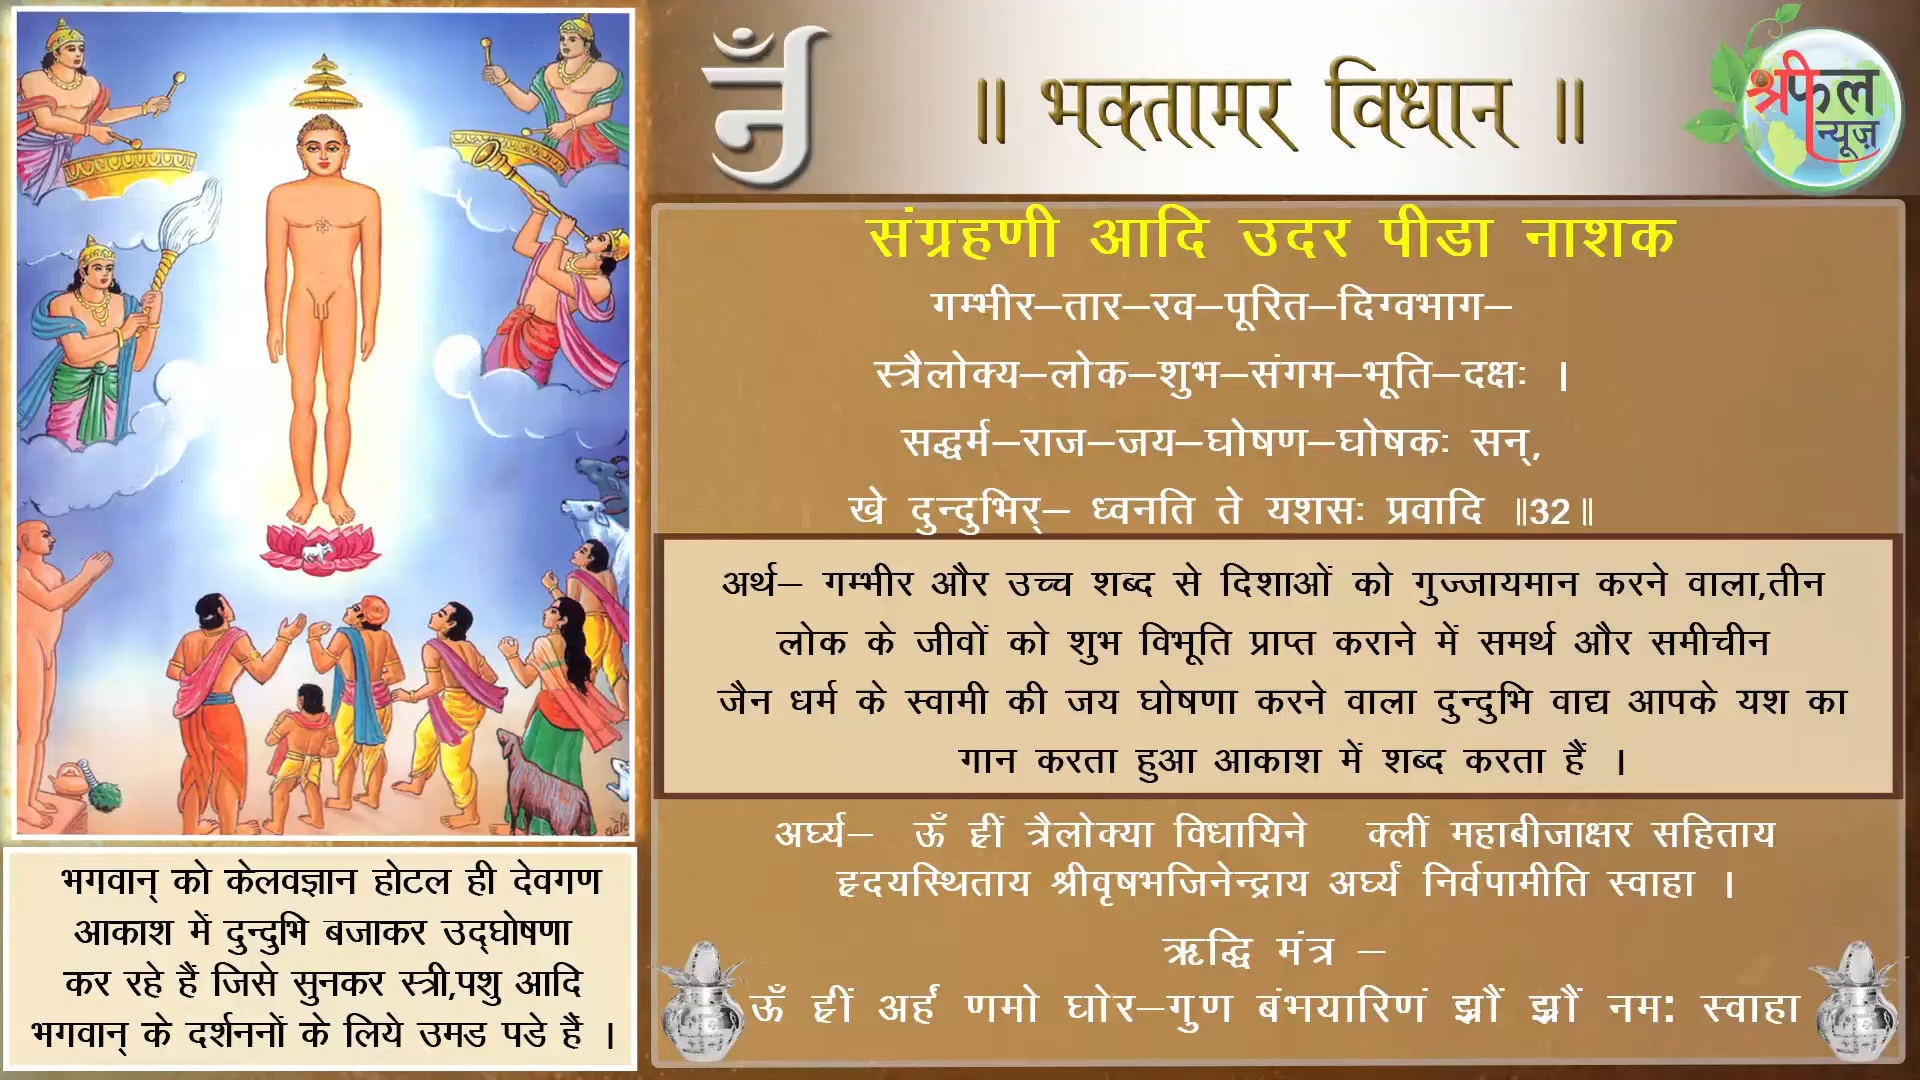 ॥ भक्तामर विधान ॥
श्रीफल
न्यूज़
संग्रहणी आदि उदर पीडा नाशक
गम्भीर–तार–रव–पूरित–दिग्वभाग–
स्त्रैलोक्य–लोक–शुभ–संगम–भूति–दक्षः ।
सद्धर्म–राज–जय–घोषण–घोषकः सन्,
खे दुन्दुभिर्– ध्वनति ते यशसः प्रवादि ॥32॥
अर्थ– गम्भीर और उच्च शब्द से दिशाओं को गुज्जायमान करने वाला,तीन
लोक के जीवों को शुभ विभूति प्राप्त कराने में समर्थ और समीचीन
जैन धर्म के स्वामी की जय घोषणा करने वाला दुन्दुभि वाद्य आपके यश का
गान करता हुआ आकाश में शब्द करता हैं ।
अर्घ्य– ऊँ ह्रीं त्रैलोक्या विधायिने क्लीं महाबीजाक्षर सहिताय
हृदयस्थिताय श्रीवृषभजिनेन्द्राय अर्घ्यं निर्वपामीति स्वाहा ।
ऋद्धि मंत्र –
ऊँ ह्रीं अर्हं णमो घोर–गुण बंभयारिणं झ्रौं झ्रौं नम: स्वाहा
भगवान् को केलवज्ञान होटल ही देवगण
आकाश में दुन्दुभि बजाकर उद्घोषणा
कर रहे हैं जिसे सुनकर स्त्री,पशु आदि
भगवान् के दर्शननों के लिये उमड पडे हैं ।